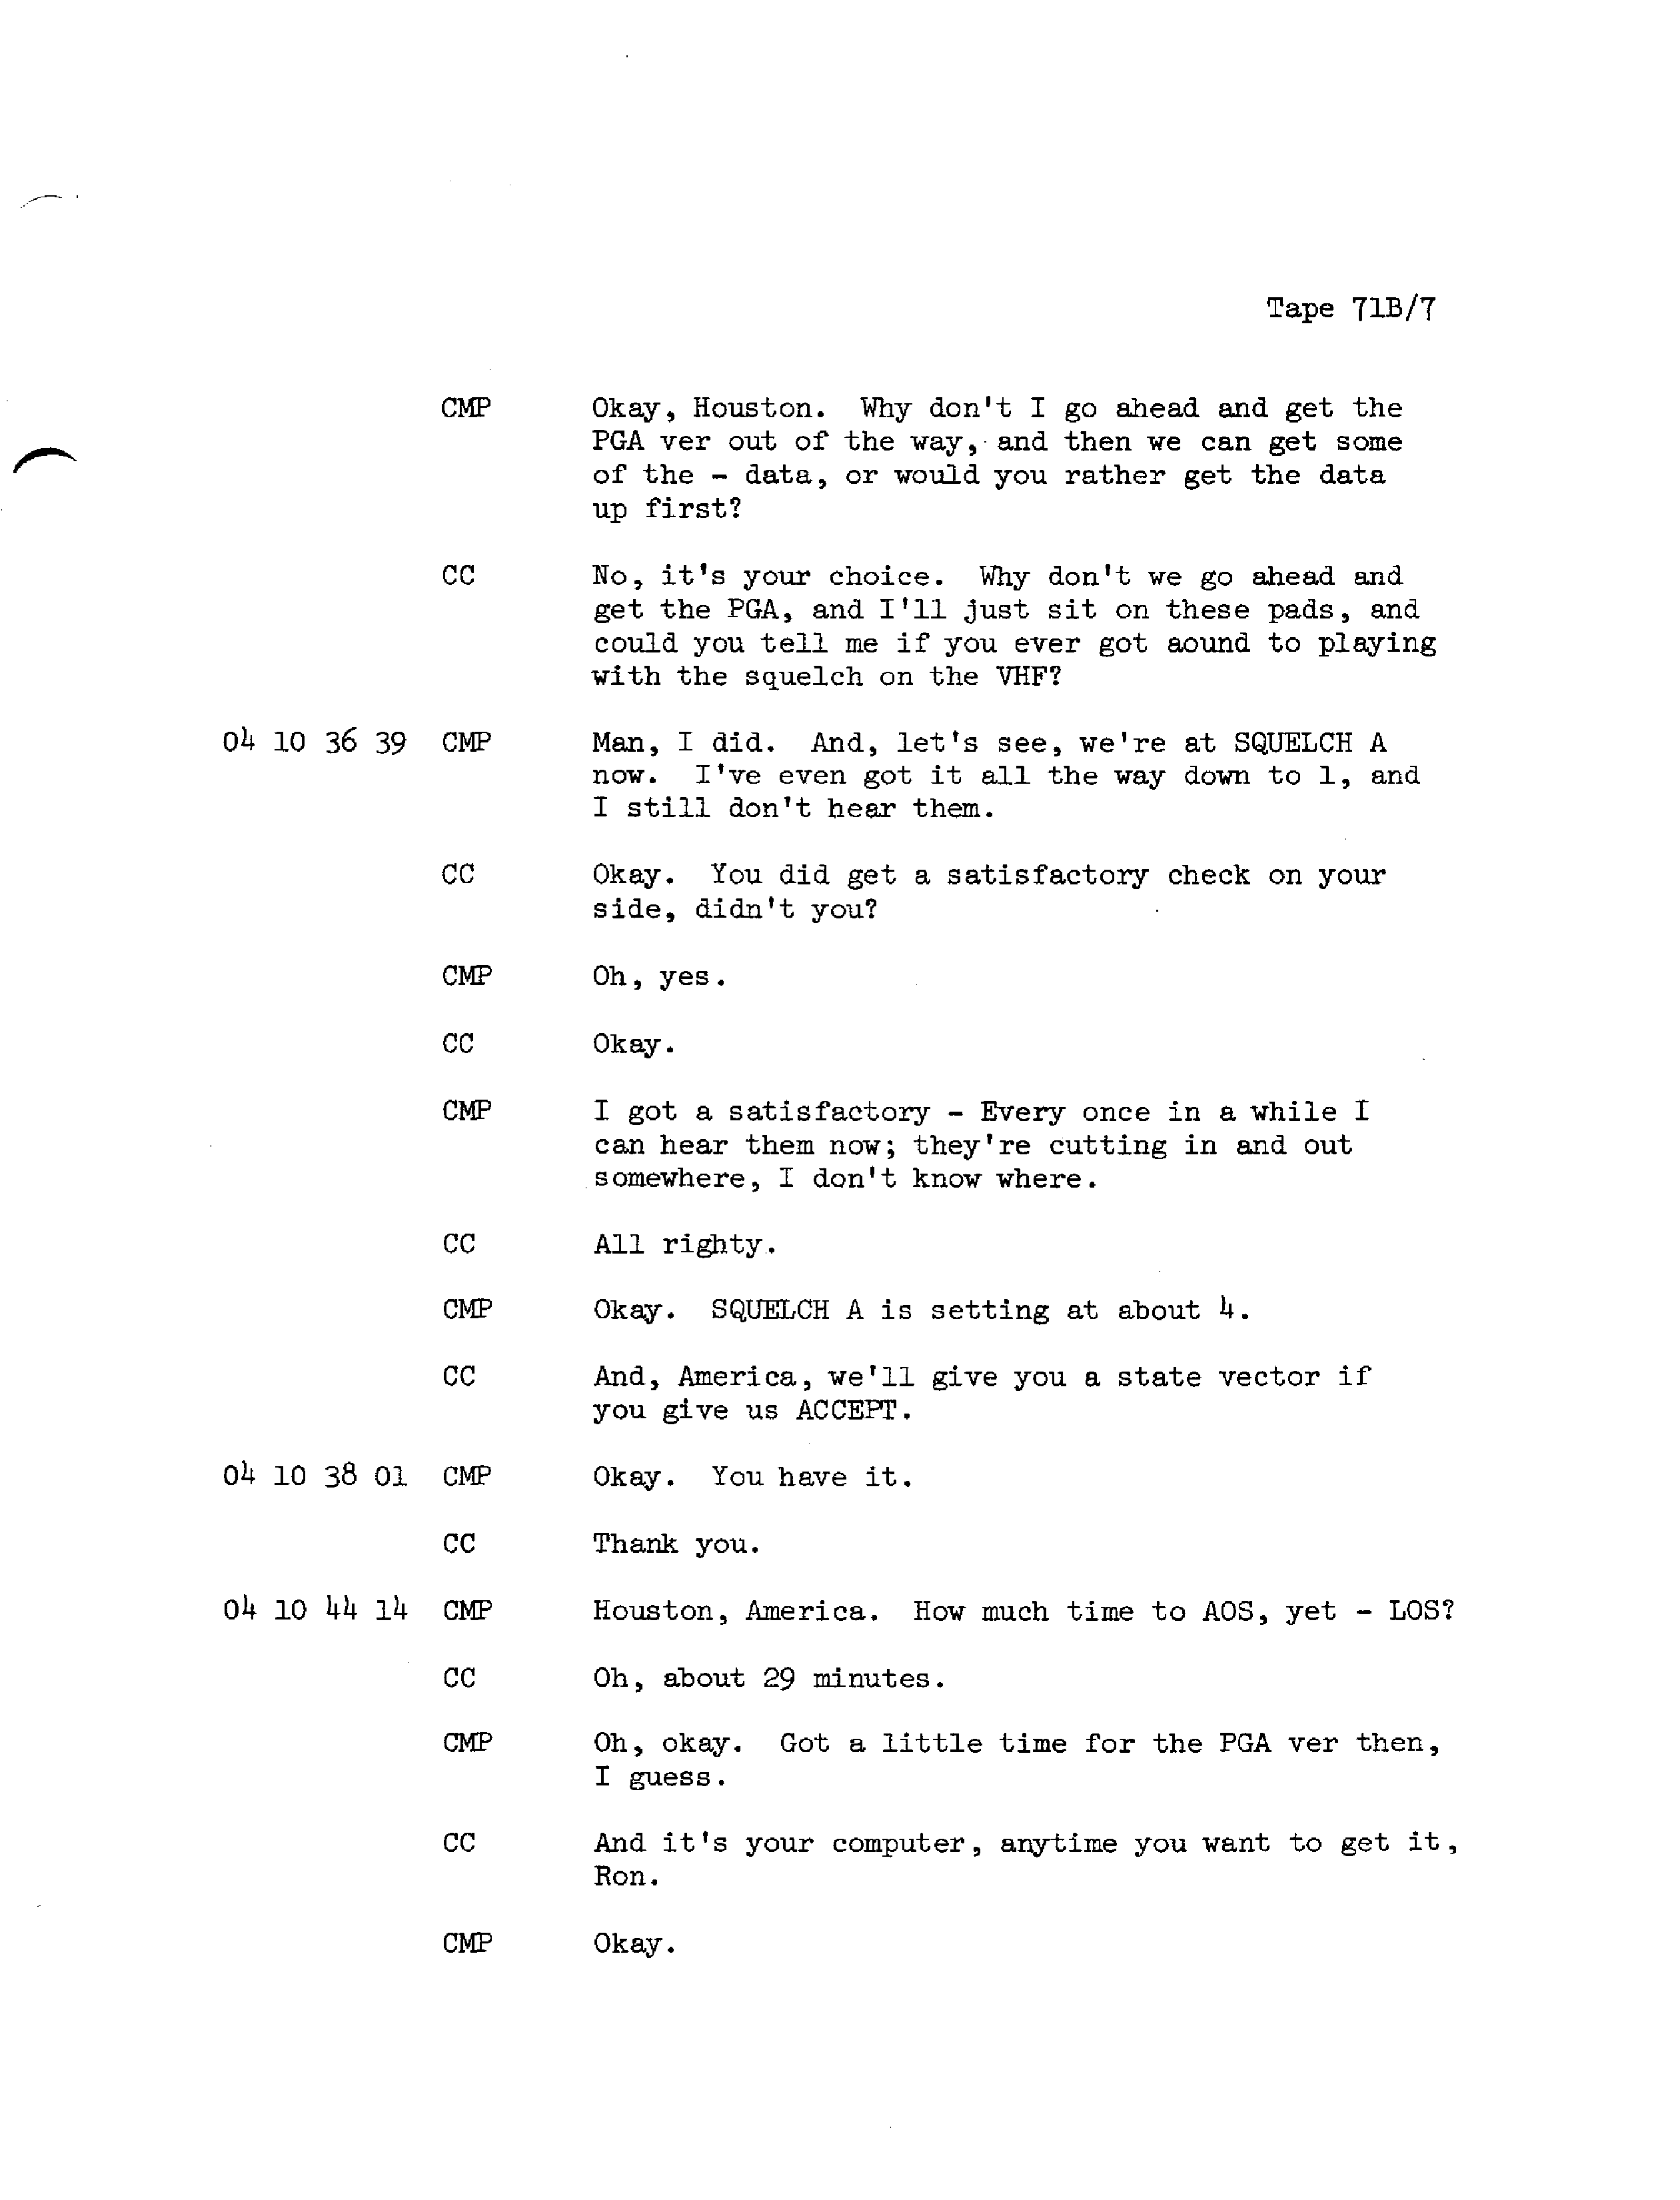 Tape 71B/7
CMP Okay, Houston. Why don't I go ahead and get the
PGA ver out of the way, and then we can get some
of the - data, or would you rather get the data
up first?
CC No, it's your choice. Why don't we go ahead and
get the PGA, and I'll just sit on these pads, and
could you tell me if you ever got aound to playing
with the squelch on the VHF?
04 10 36 39 CMP Man, I did. And, let's see, we're at SQUELCH A
now. I've even got it all the way down to 1, and
I still don't hear them.
CC Okay. You did get a satisfactory check on your
side, didn't you?
CMP Oh, yes.
CC Okay.
CMP I got a satisfactory - Every once in a while I
can hear them now; they're cutting in and out
somewhere, I don't know where.
CC All righty.
CMP Okay. SQUELCH A is setting at about 4.
CC And, America, we'll give you a state vector if
you give us ACCEPT.
04 10 38 01 CMP Okay. You have it.
CC Thank you.
04 10 44 14 CMP Houston, America. How much time to AOS, yet - LOS?
CC Oh, about 29 minutes.
CMP Oh, okay. Got a little time for the PGA ver then,
I guess.
CC And it's your computer, anytime you want to get it,
Ron.
CMP Okay.